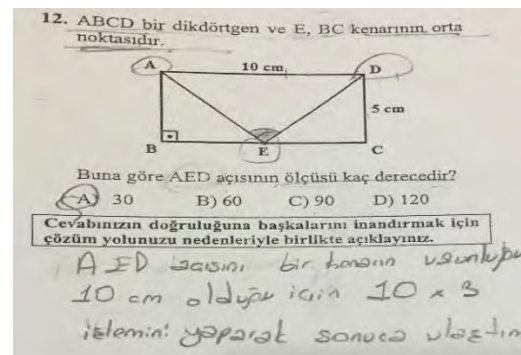 12. ABCD bir dikdörtgen ve E, BC kenarının orta
noktasıdır.
A 10 cm D
5 cm
B E C
Buna göre AED açısının ölçüsü kaç derecedir?
A) 30 B) 60 C) 90 D) 120
Cevabınızın doğruluğuna başkalarını inandırmak için
çözüm yolunuzu nedenleriyle birlikte açıklayınız.
AED bir uzunluğu
10 cm olduğu için 10 x 3
işlemini yaparak sonuca ulaştım